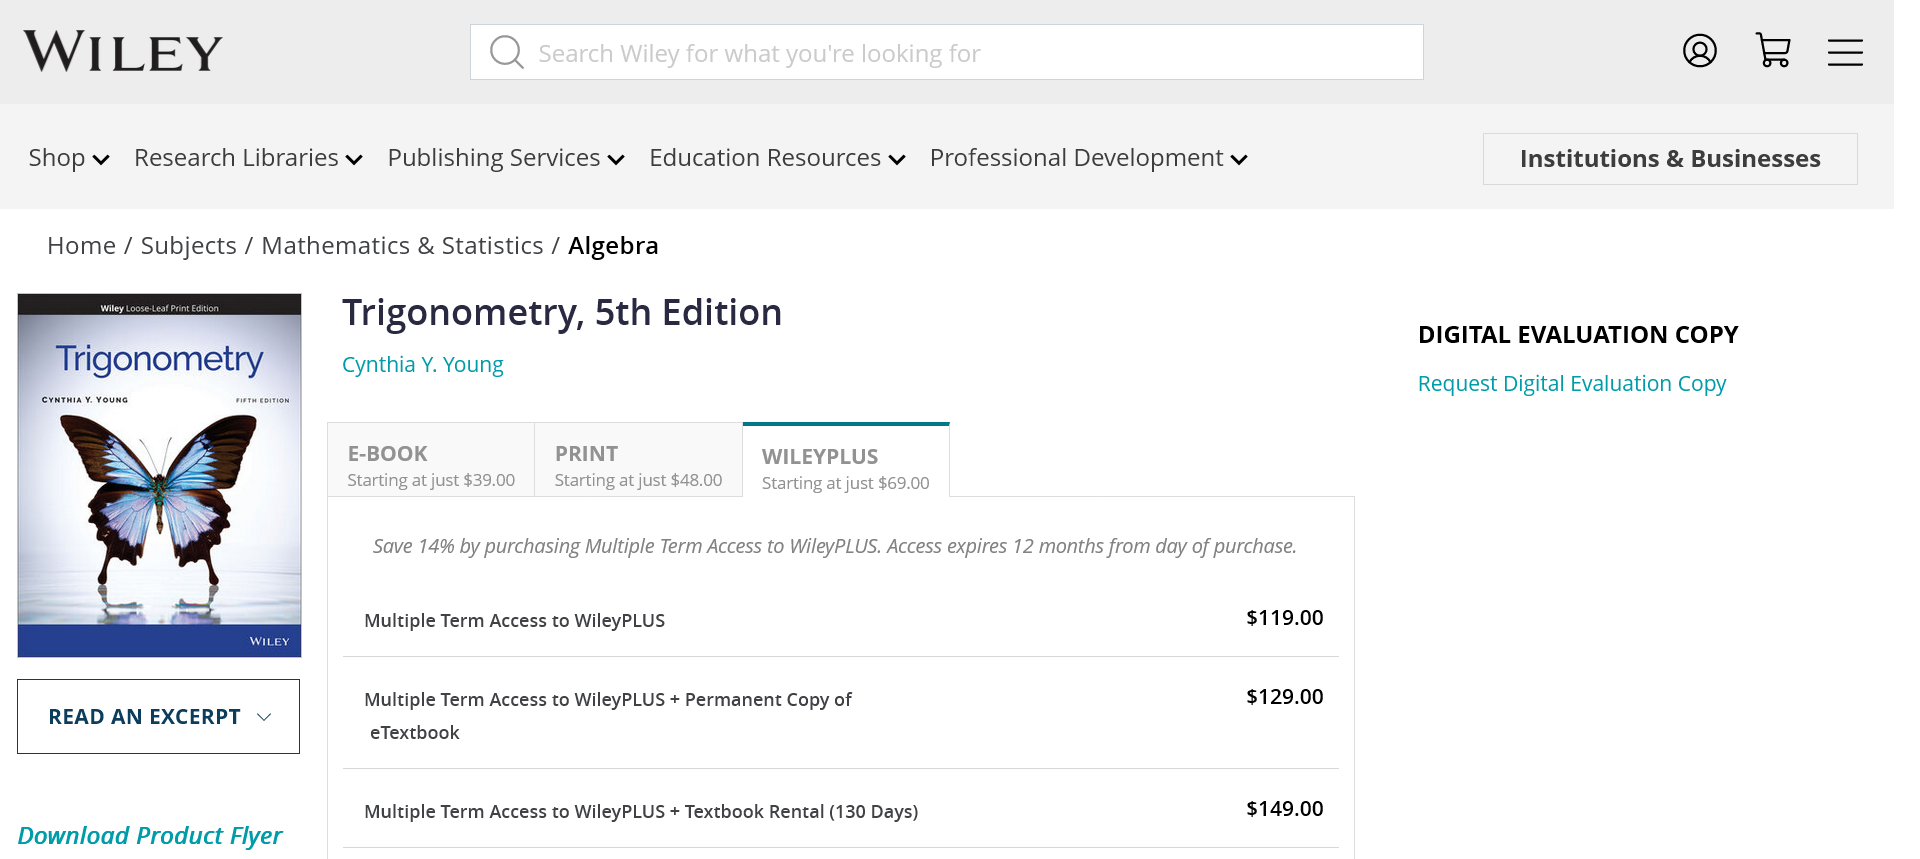 WILEY
Search Wiley for what you're looking for
Shop Research Libraries Publishing Services Education Resources Professional Development
Institutions & Businesses
Home / Subjects / Mathematics & Statistics / Algebra
Wiley Loose-Leaf Print Edition
Trigonometry
CYNTHIA Y. YOUNG
FIFTH EDITION
WILEY
READ AN EXCERPT
Download Product Flyer
Trigonometry, 5th Edition
Cynthia Y. Young
E-BOOK
Starting at just $39.00
PRINT
Starting at just $48.00
WILEYPLUS
Starting at just $69.00
Save 14% by purchasing Multiple Term Access to WileyPLUS. Access expires 12 months from day of purchase.
Multiple Term Access to WileyPLUS $119.00
Multiple Term Access to WileyPLUS + Permanent Copy of $129.00
eTextbook
Multiple Term Access to WileyPLUS + Textbook Rental (130 Days) $149.00
DIGITAL EVALUATION COPY
Request Digital Evaluation Copy